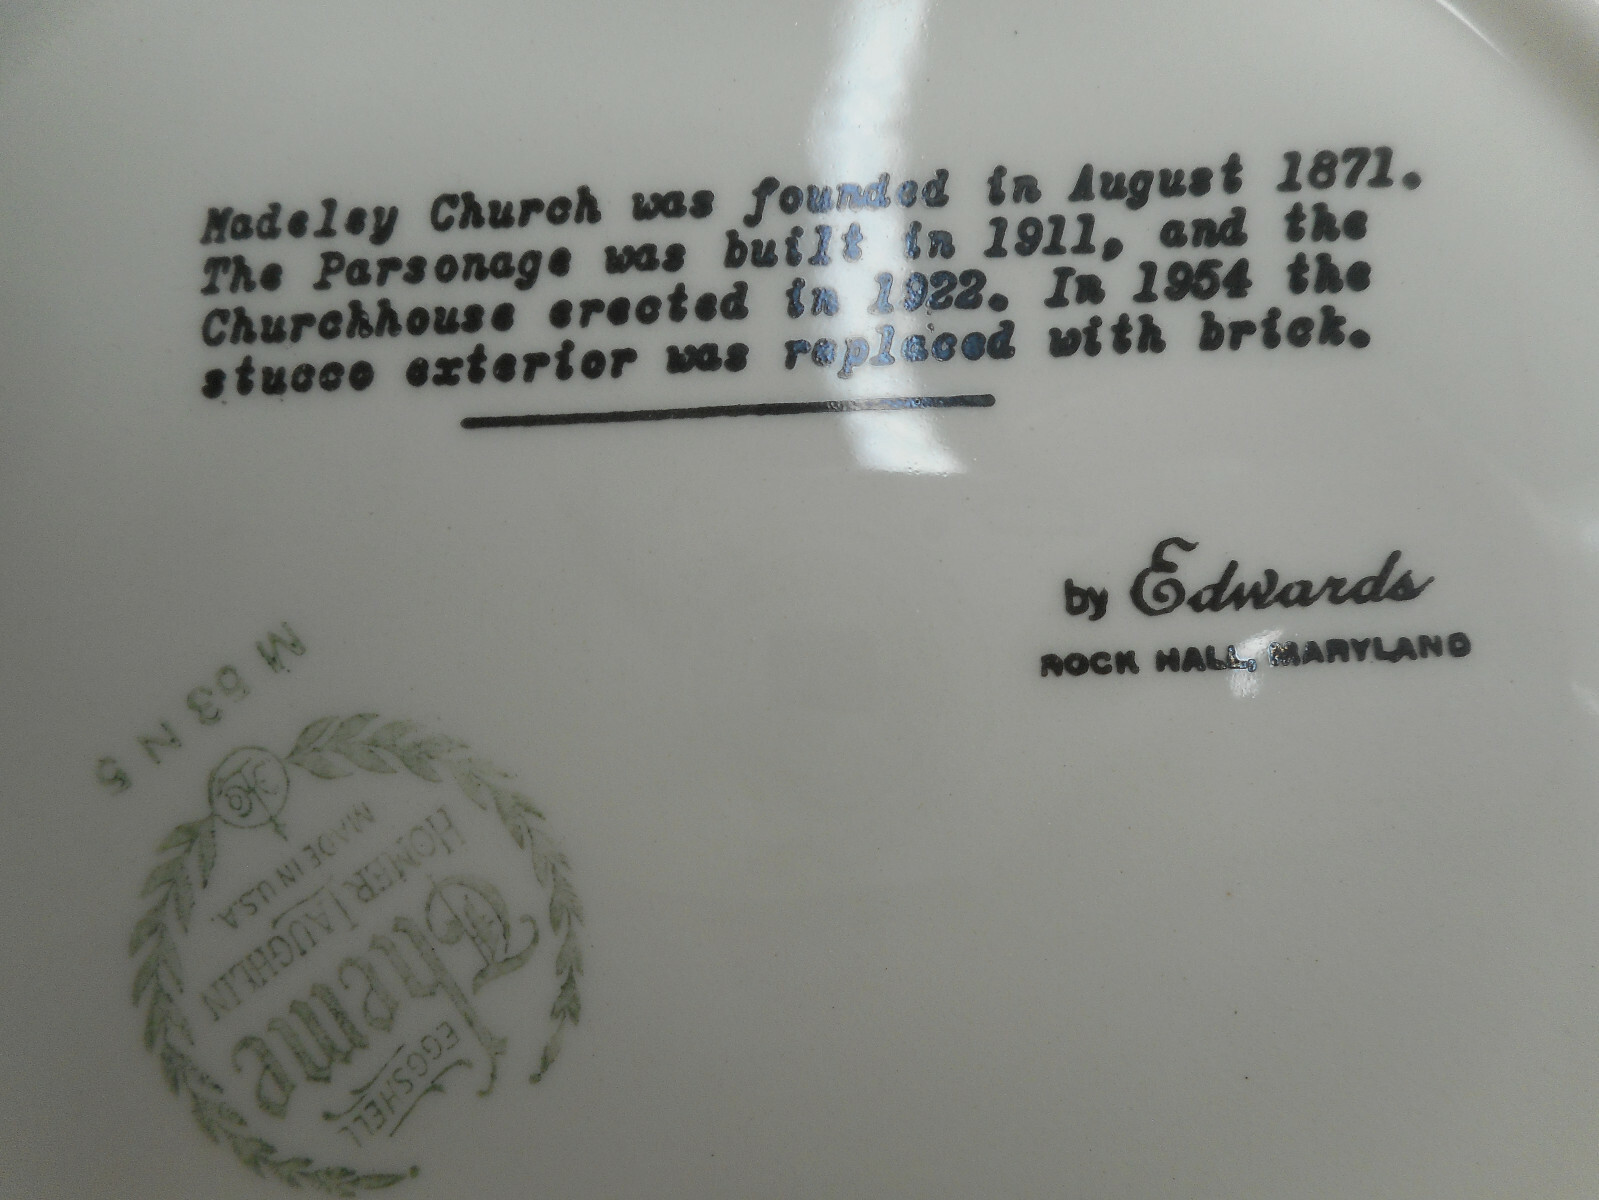 Madeley Church was founded in August 1871.
The Parsonage was built in 1911, and the
Churchhouse erected in 1922. In 1954 the
stucco exterior was replaced with brick.
by Edwards
ROCK HALL, MARYLAND
EGGSHELL
Theme
HOMER LAUGHLIN
MADE IN U.S.A.
HLC
M 53 N 5